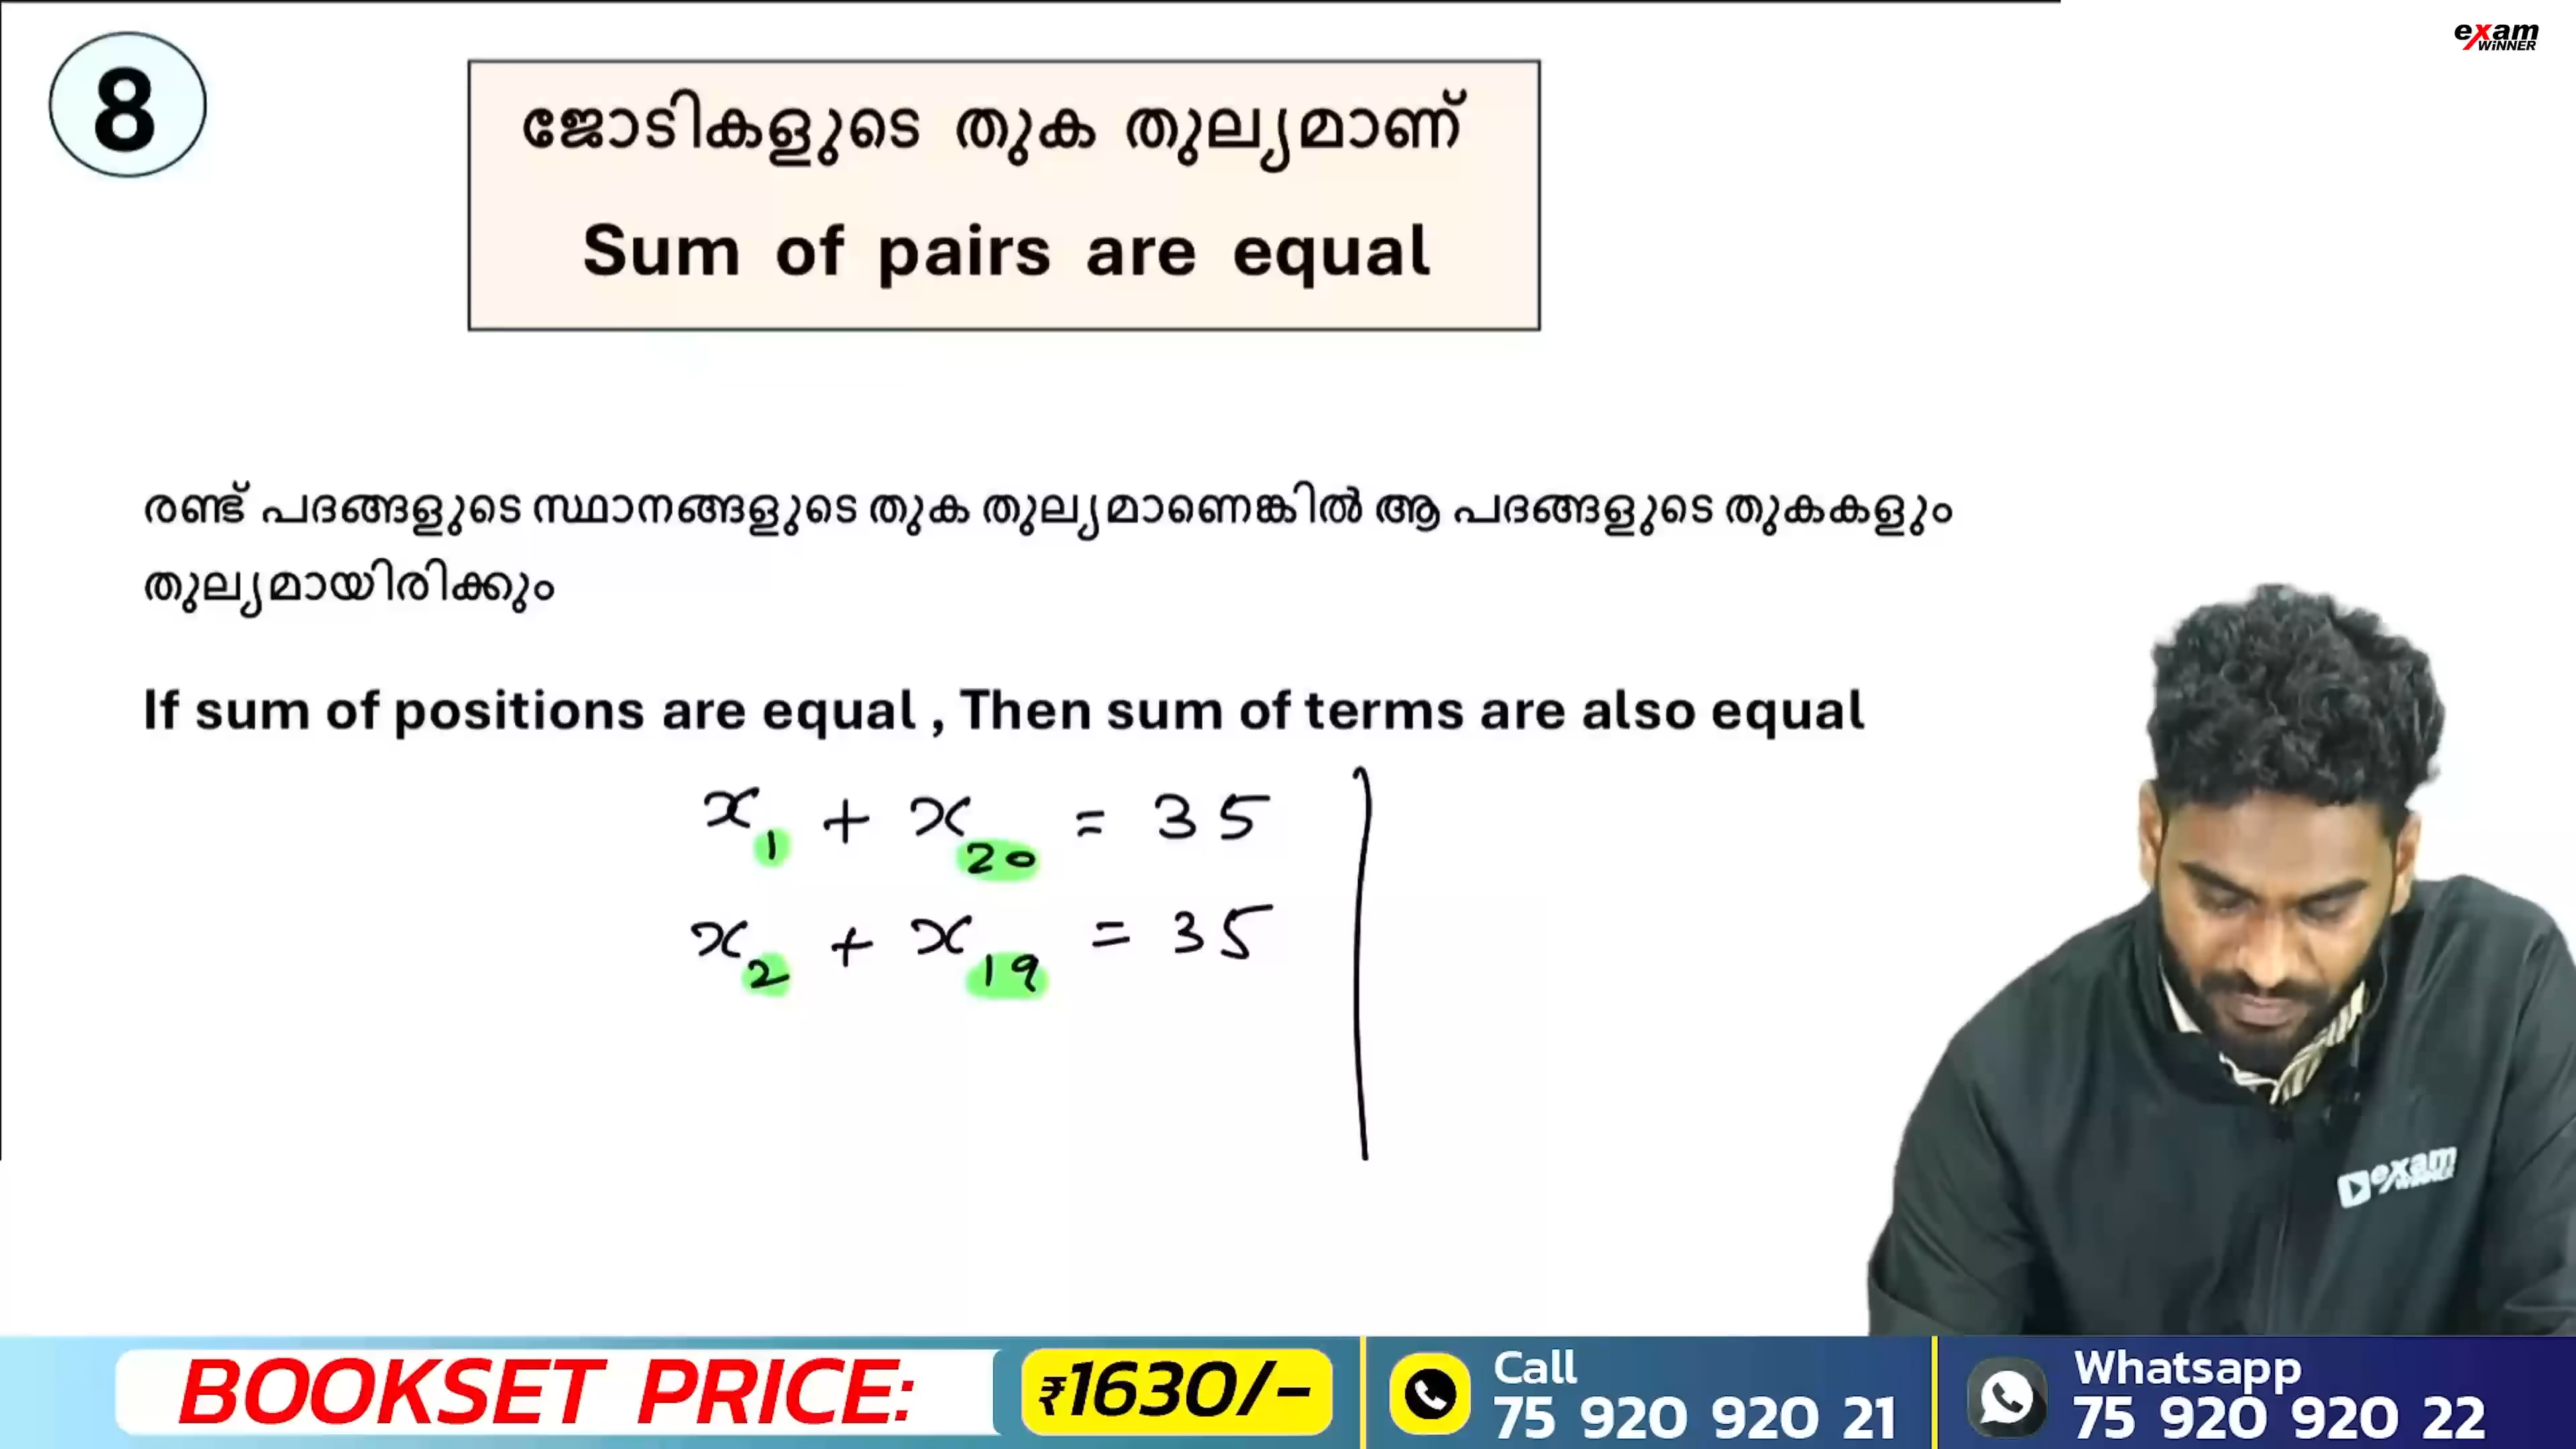 exam
WiNNER
8
ജോടികളുടെ തുക തുല്യമാണ്
Sum of pairs are equal
രണ്ട് പദങ്ങളുടെ സ്ഥാനങ്ങളുടെ തുക തുല്യമാണെങ്കിൽ ആ പദങ്ങളുടെ തുകകളും
തുല്യമായിരിക്കും
If sum of positions are equal , Then sum of terms are also equal
x₁ + x₂₀ = 35
x₂ + x₁₉ = 35
exam
WINNER
BOOKSET PRICE: ₹1630/-
Call
75 920 920 21
Whatsapp
75 920 920 22